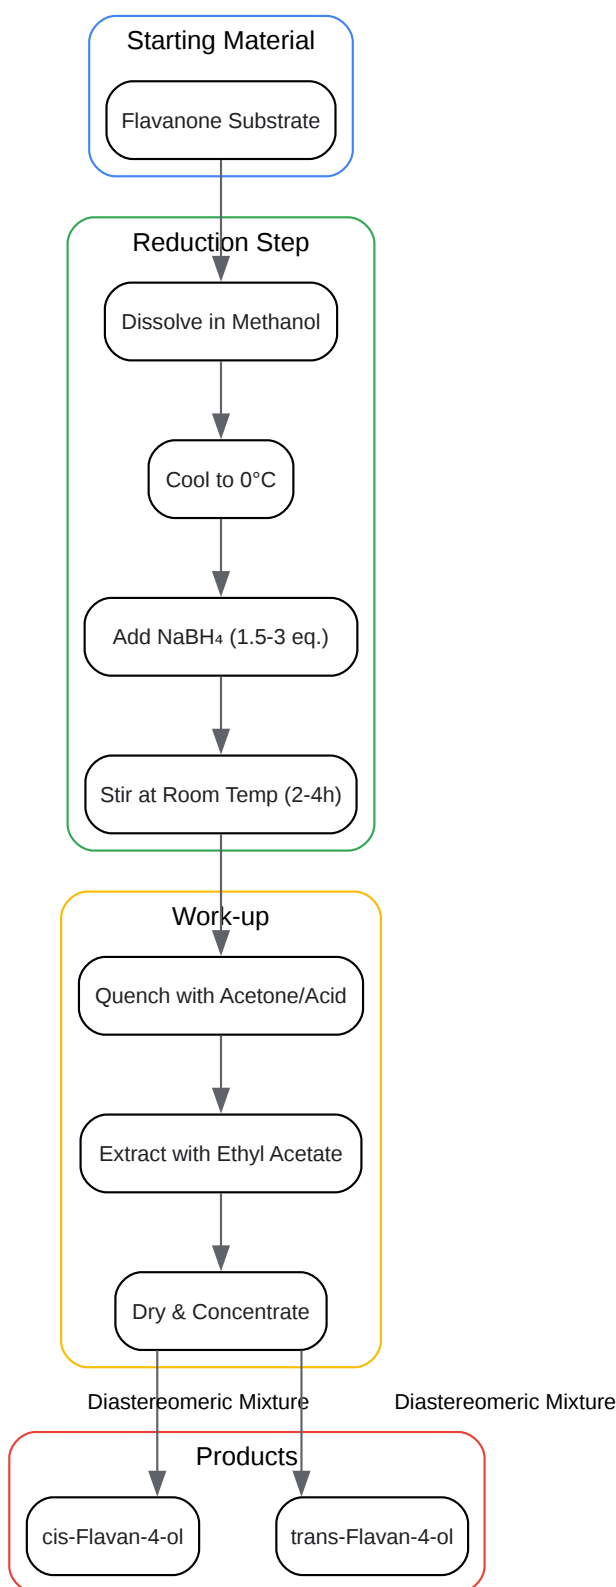 Starting Material
Flavanone Substrate
Reduction Step
Dissolve in Methanol
Cool to 0°C
Add NaBH₄ (1.5-3 eq.)
Stir at Room Temp (2-4h)
Work-up
Quench with Acetone/Acid
Extract with Ethyl Acetate
Dry & Concentrate
Diastereomeric Mixture
Diastereomeric Mixture
Products
cis-Flavan-4-ol
trans-Flavan-4-ol